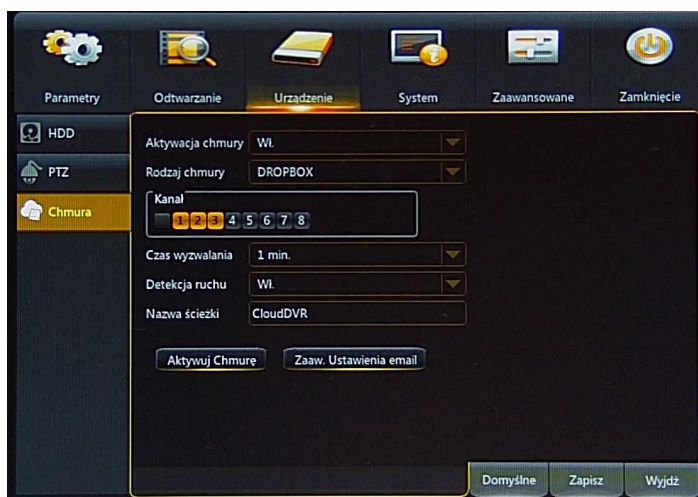 Parametry Odtwarzanie Urządzenie System Zaawansowane Zamknięcie
HDD
PTZ
Chmura
Aktywacja chmury Wł.
Rodzaj chmury DROPBOX
Kanał
1 2 3 4 5 6 7 8
Czas wyzwalania 1 min.
Detekcja ruchu Wł.
Nazwa ścieżki CloudDVR
Aktywuj Chmurę Zaaw. Ustawienia email
Domyślne Zapisz Wyjdź